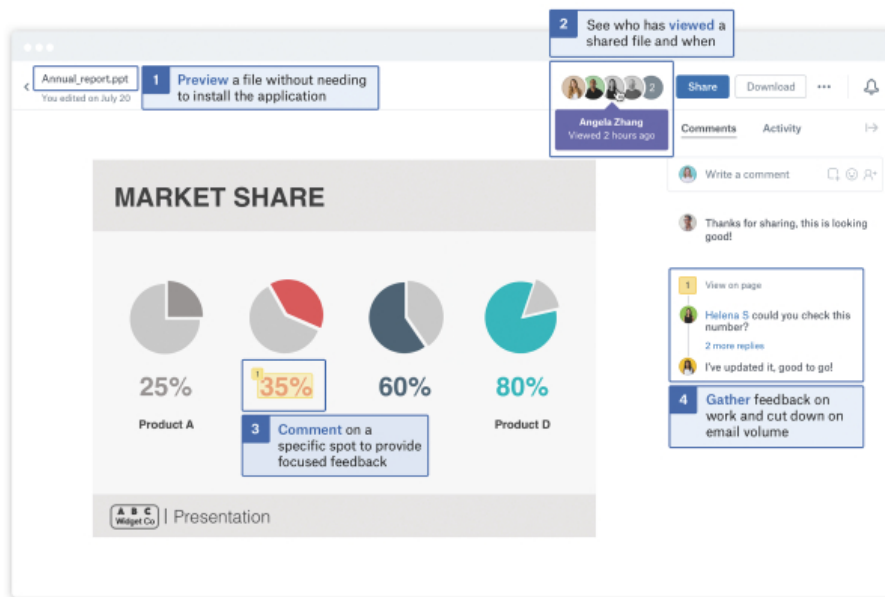 2 See who has viewed a
shared file and when
Annual_report.ppt
You edited on July 20
1 Preview a file without needing
to install the application
2
Share
Download
Angela Zhang
Viewed 2 hours ago
Comments
Activity
Write a comment
Thanks for sharing, this is looking
good!
MARKET SHARE
25%
1
35%
60%
80%
Product A
Product D
3 Comment on a
specific spot to provide
focused feedback
1 View on page
Helena S could you check this
number?
2 more replies
I've updated it, good to go!
4 Gather feedback on
work and cut down on
email volume
A B C
Widget Co | Presentation